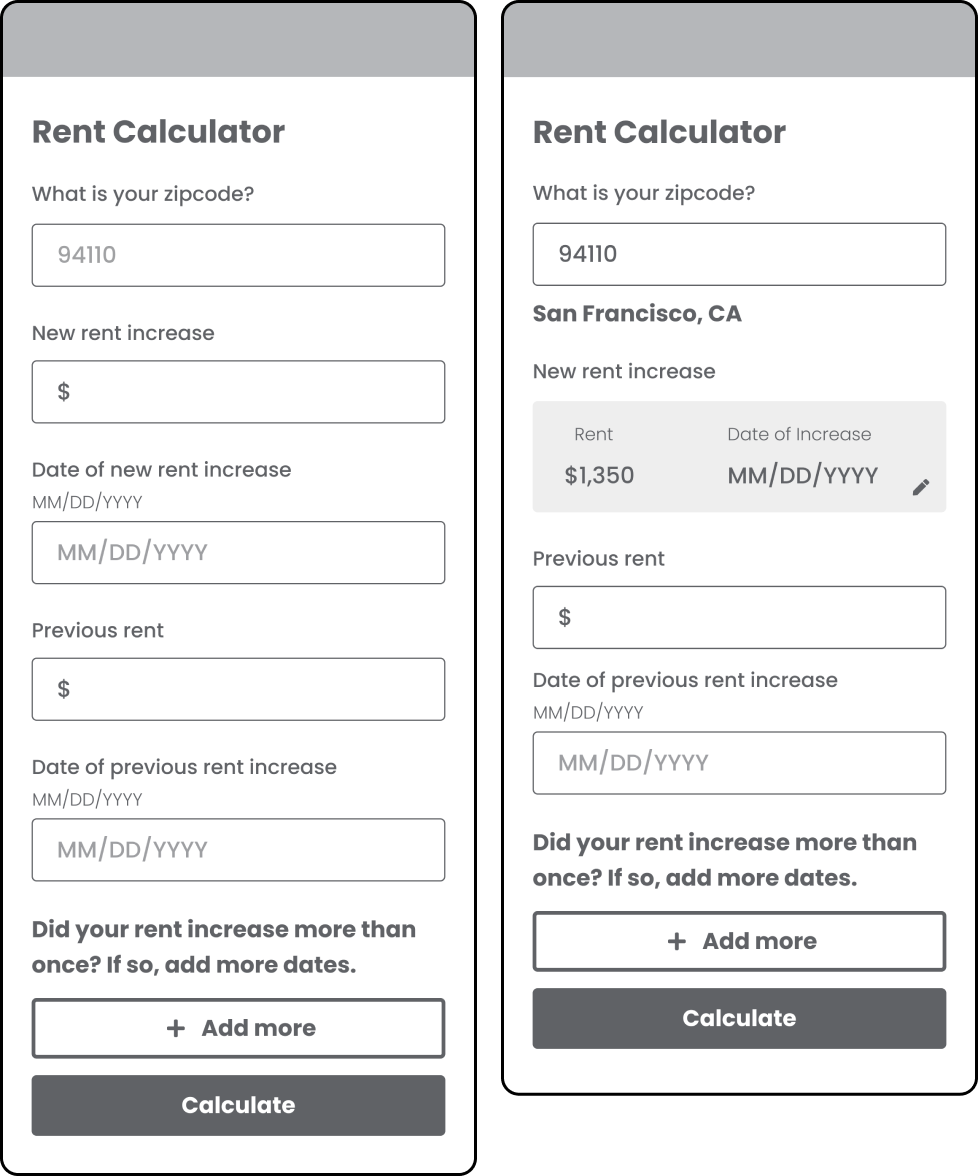 Rent Calculator
What is your zipcode?
94110
New rent increase
$
Date of new rent increase
MM/DD/YYYY
MM/DD/YYYY
Previous rent
$
Date of previous rent increase
MM/DD/YYYY
MM/DD/YYYY
Did your rent increase more than
once? If so, add more dates.
+ Add more
Calculate
Rent Calculator
What is your zipcode?
94110
San Francisco, CA
New rent increase
Rent Date of Increase
$1,350 MM/DD/YYYY
Previous rent
$
Date of previous rent increase
MM/DD/YYYY
MM/DD/YYYY
Did your rent increase more than
once? If so, add more dates.
+ Add more
Calculate